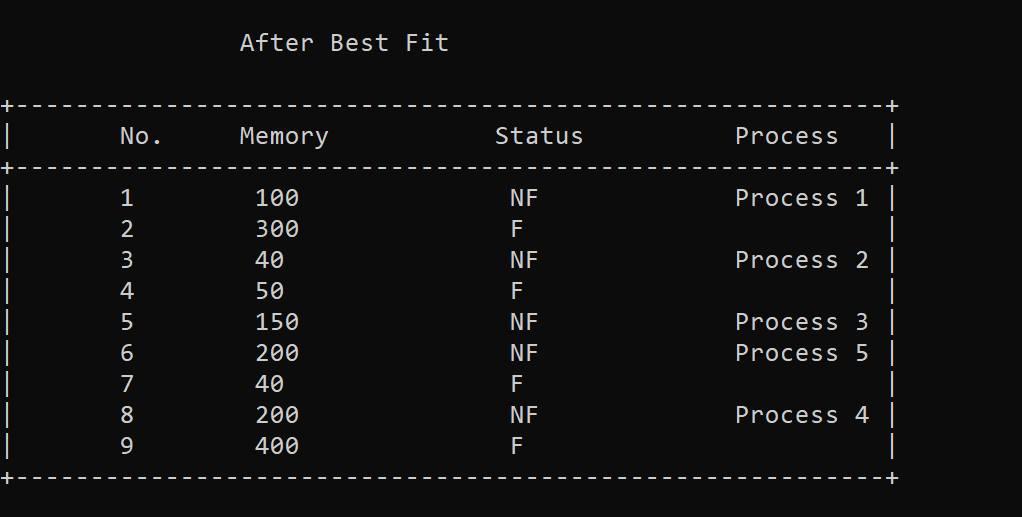 After Best Fit
+----------------------------------------------------------+
|       No.     Memory           Status          Process   |
+----------------------------------------------------------+
|       1        100              NF             Process 1 |
|       2        300              F                        |
|       3        40               NF             Process 2 |
|       4        50               F                        |
|       5        150              NF             Process 3 |
|       6        200              NF             Process 5 |
|       7        40               F                        |
|       8        200              NF             Process 4 |
|       9        400              F                        |
+----------------------------------------------------------+